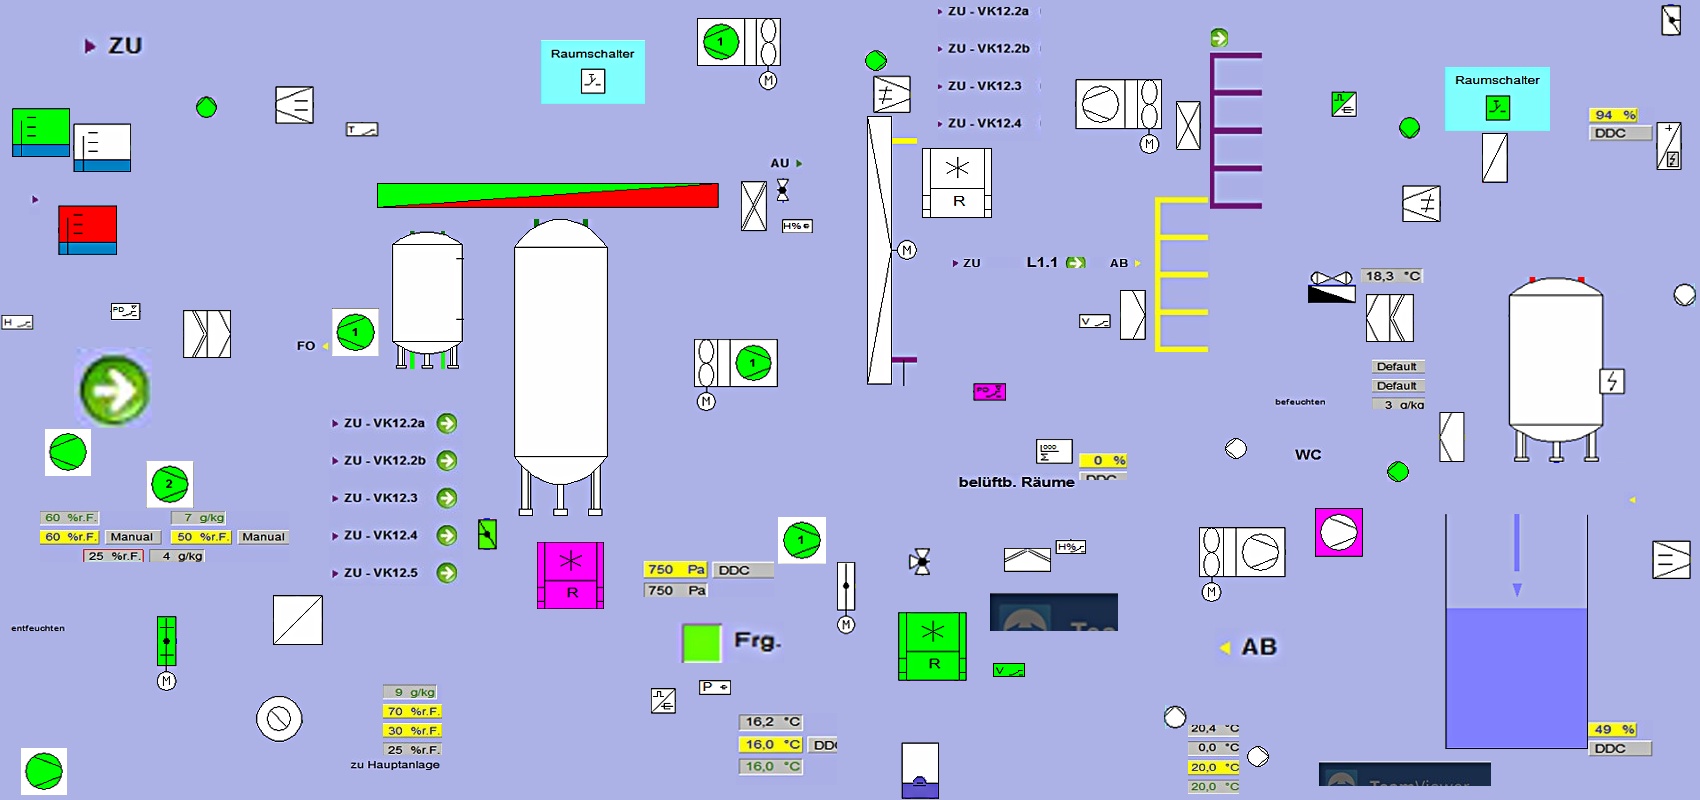 ZU
Raumschalter
1
M
ZU - VK12.2a
ZU - VK12.2b
ZU - VK12.3
ZU - VK12.4
Raumschalter
94 %
DDC
T
M
AU
H%
R
M
ZU
L1.1
AB
18,3 °C
PD
H
V
FO
1
1
M
Default
Default
3 g/kg
PD
befeuchten
ZU - VK12.2a
ZU - VK12.2b
ZU - VK12.3
ZU - VK12.4
ZU - VK12.5
1000
0 %
DDC
WC
belüftb. Räume
2
60 %r.F.
7 g/kg
60 %r.F.
Manual
50 %r.F.
Manual
25 %r.F.
4 g/kg
1
H%
R
750 Pa
DDC
750 Pa
M
M
entfeuchten
Frg.
R
V
AB
M
P
9 g/kg
70 %r.F.
30 %r.F.
25 %r.F.
zu Hauptanlage
16,2 °C
16,0 °C
DDC
16,0 °C
20,4 °C
0,0 °C
20,0 °C
20,0 °C
49 %
DDC
TeamViewer